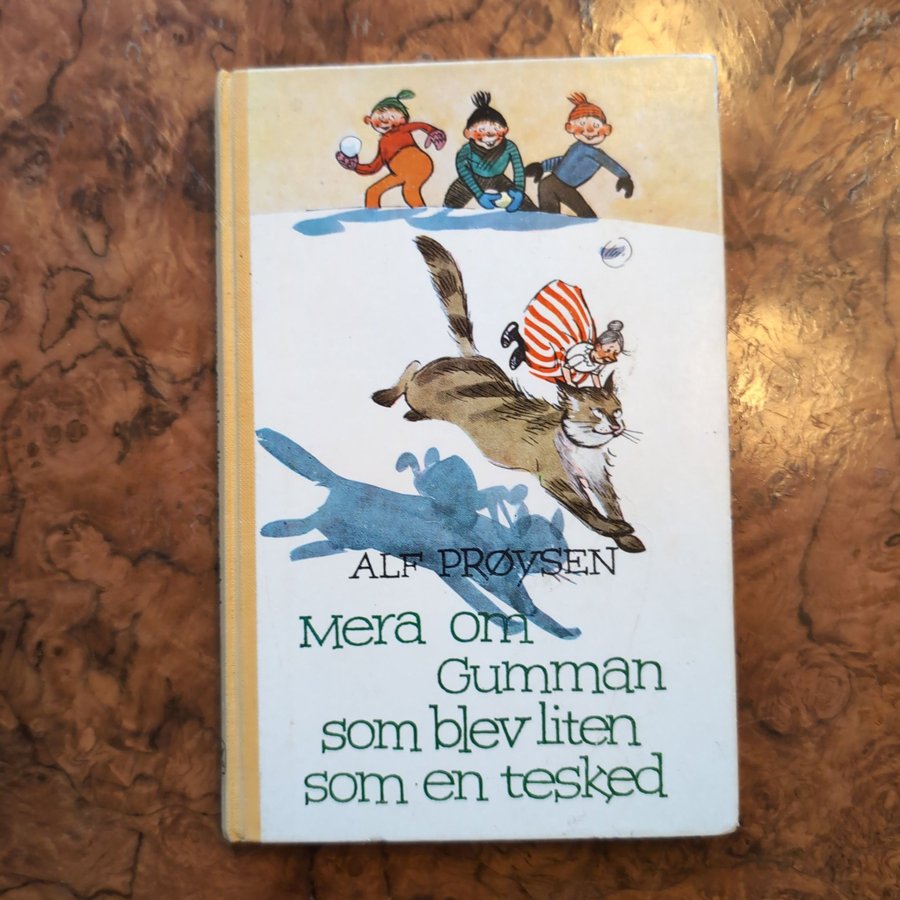 ALF PRØYSEN
Mera om
Gumman
som blev liten
som en tesked